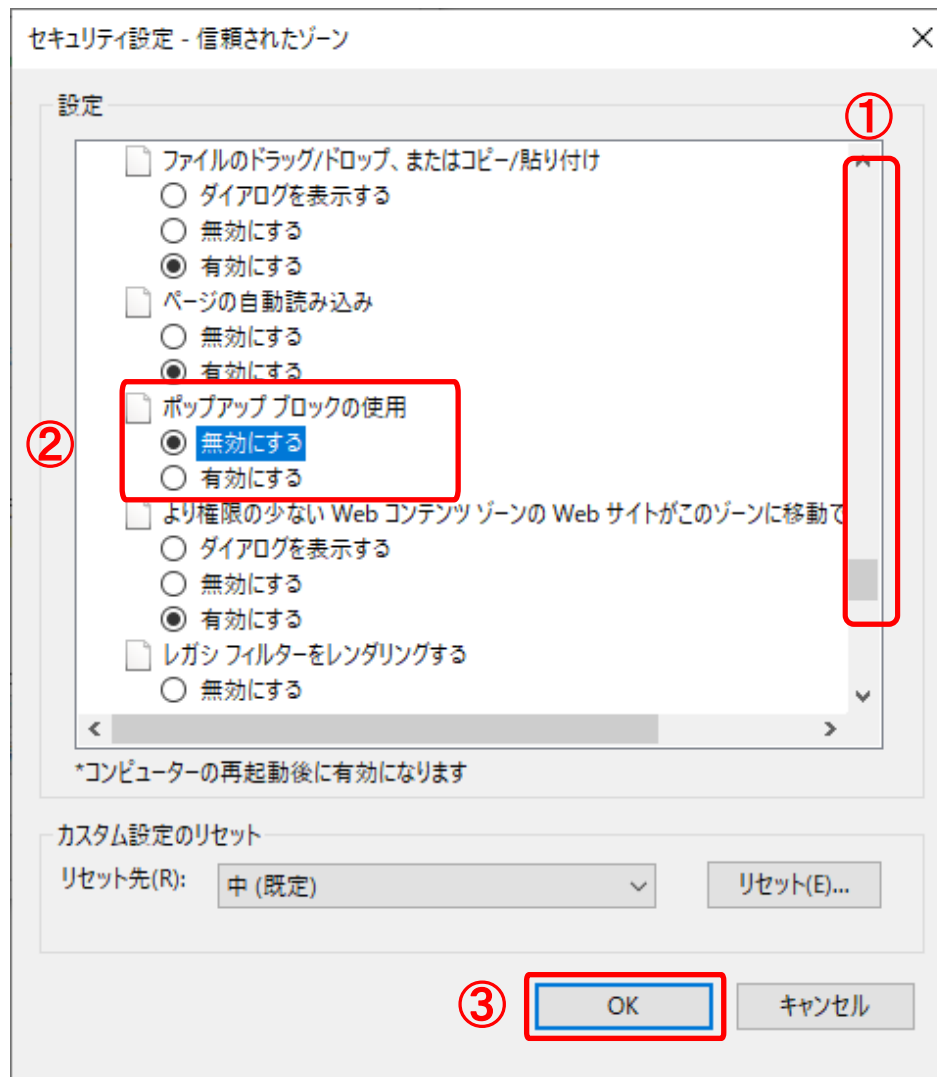 セキュリティ設定 - 信頼されたゾーン
設定
①
ファイルのドラッグ/ドロップ、またはコピー/貼り付け
ダイアログを表示する
無効にする
有効にする
ページの自動読み込み
無効にする
有効にする
ポップアップ ブロックの使用
②
無効にする
有効にする
より権限の少ない Web コンテンツ ゾーンの Web サイトがこのゾーンに移動で
ダイアログを表示する
無効にする
有効にする
レガシ フィルターをレンダリングする
無効にする
*コンピューターの再起動後に有効になります
カスタム設定のリセット
リセット先(R): 中 (既定) リセット(E)...
③ OK キャンセル